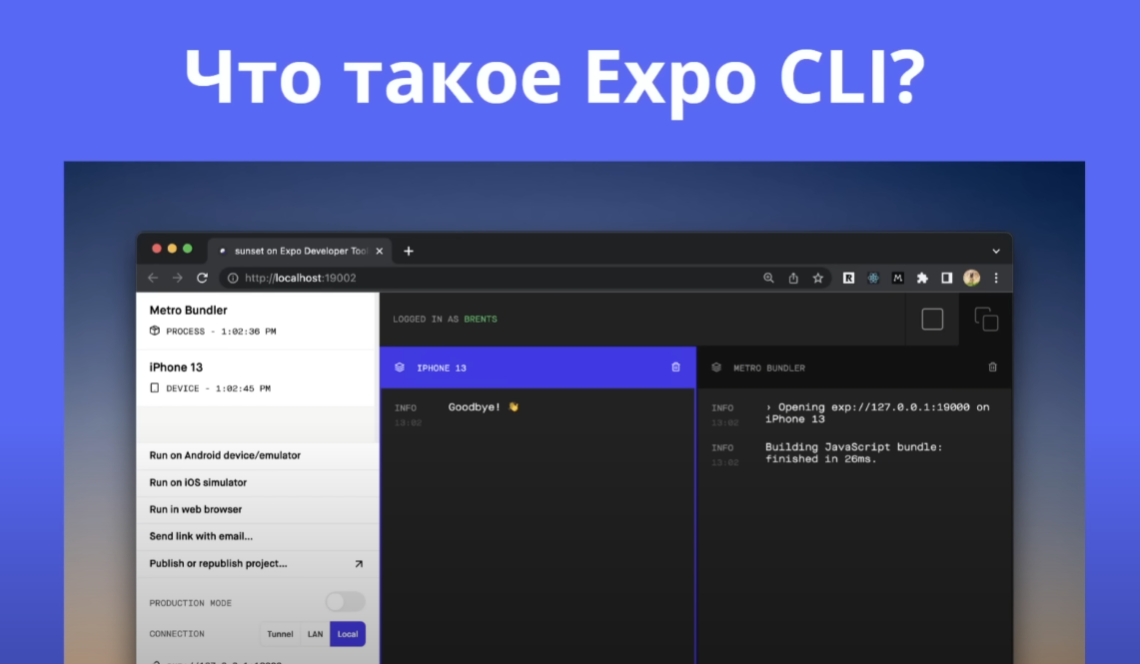 Что такое Expo CLI?
sunset on Expo Developer Too
http://localhost:19002
Metro Bundler
PROCESS - 1:02:36 PM
iPhone 13
DEVICE - 1:02:45 PM
Run on Android device/emulator
Run on iOS simulator
Run in web browser
Send link with email...
Publish or republish project...
PRODUCTION MODE
CONNECTION Tunnel LAN Local
LOGGED IN AS BRENTS
IPHONE 13
INFO Goodbye! 👋
13:02
METRO BUNDLER
INFO › Opening exp://127.0.0.1:19000 on
13:02 iPhone 13
INFO Building JavaScript bundle:
13:02 finished in 26ms.